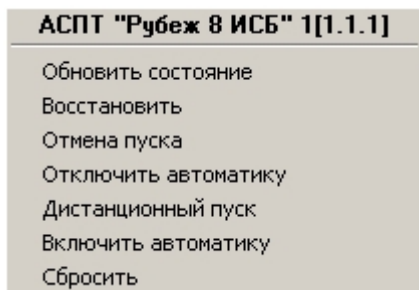 АСПТ "Рубеж 8 ИСБ" 1[1.1.1]
Обновить состояние
Восстановить
Отмена пуска
Отключить автоматику
Дистанционный пуск
Включить автоматику
Сбросить